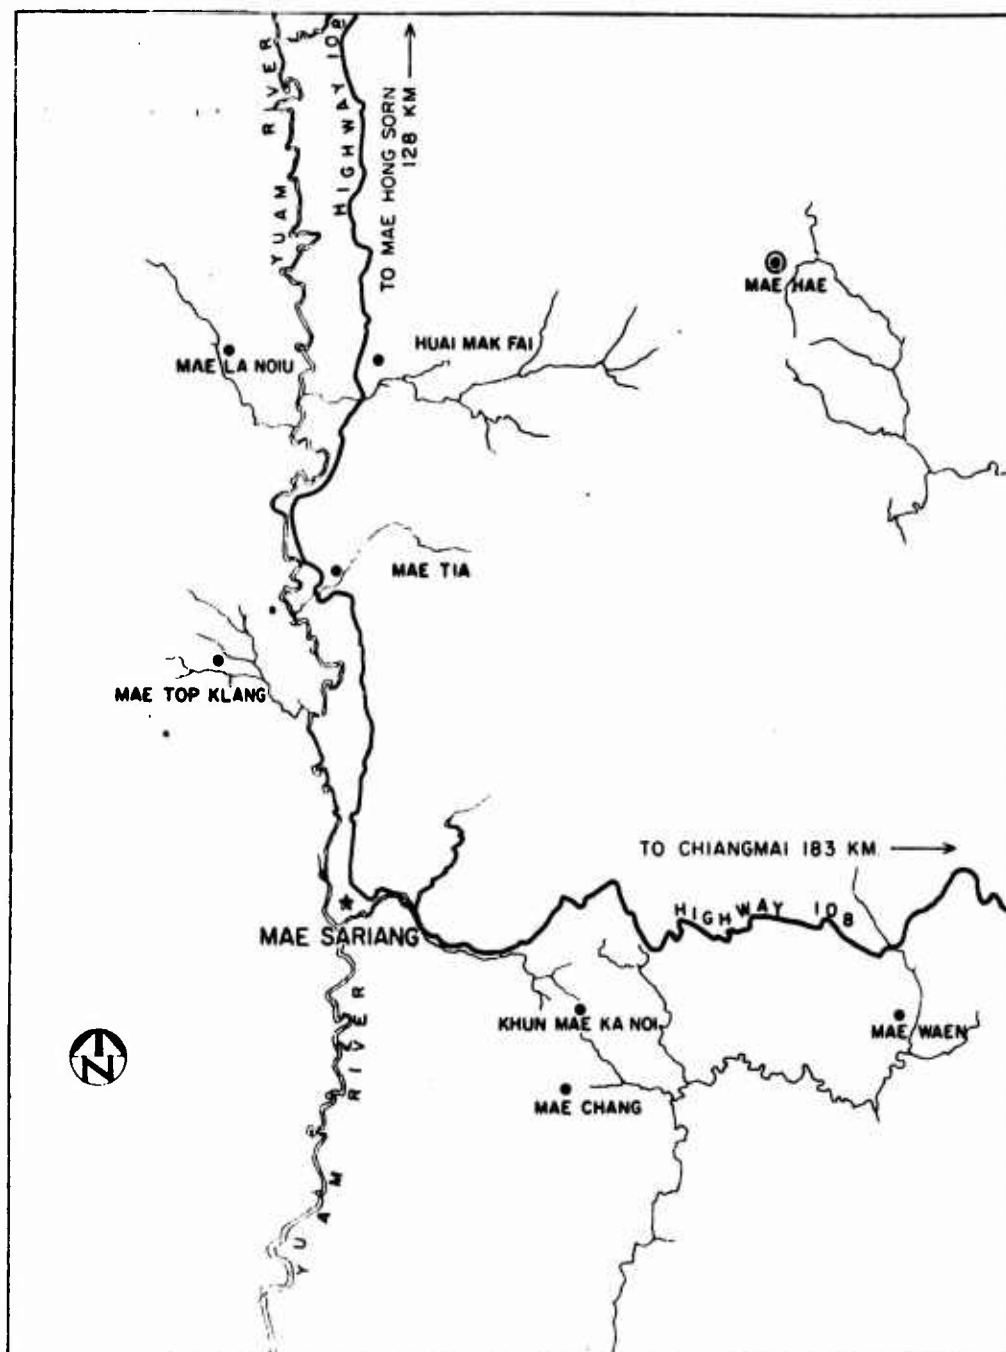 YUAM RIVER
HIGHWAY 108
TO MAE HONG SORN
128 KM
MAE HAE
HUAI MAK FAI
MAE LA NOIU
MAE TIA
MAE TOP KLANG
TO CHIANGMAI 183 KM.
HIGHWAY 108
MAE SARIANG
KHUN MAE KA NOI
MAE WAEN
N
MAE CHANG
YUAM RIVER